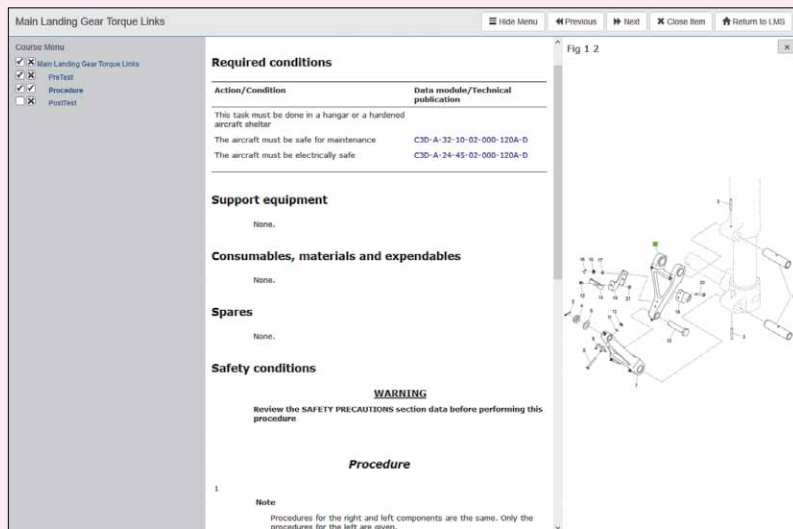 Main Landing Gear Torque Links
Hide Menu
Previous
Next
Close Item
Return to LMS
Course Menu
Main Landing Gear Torque Links
PreTest
Procedure
PostTest
Required conditions
Action/Condition Data module/Technical
publication
This task must be done in a hangar or a hardened
aircraft shelter
The aircraft must be safe for maintenance C3D-A-32-10-02-000-120A-D
The aircraft must be electrically safe C3D-A-24-45-02-000-120A-D
Support equipment
None.
Consumables, materials and expendables
None.
Spares
None.
Safety conditions
WARNING
Review the SAFETY PRECAUTIONS section data before performing this
procedure
Procedure
1
Note
Procedures for the right and left components are the same. Only the
procedures for the left are given.
Fig 1 2